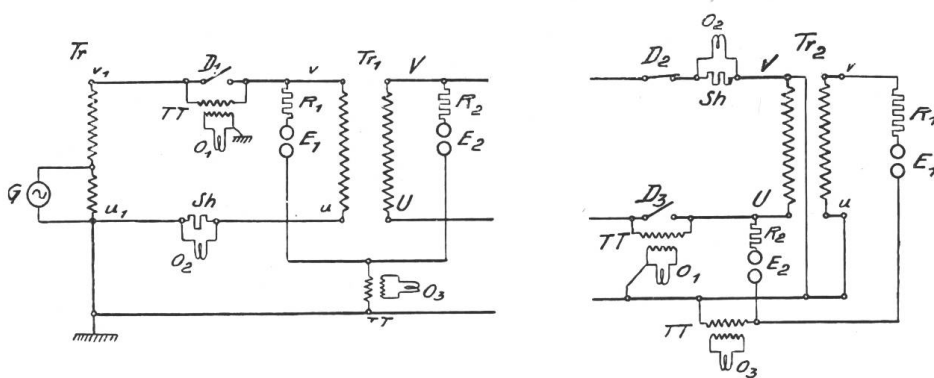 Tr
v₁
D₁
v
Tr₁
V
TT
O₁
R₁
E₁
R₂
E₂
G
u₁
Sh
O₂
u
U
O₃
TT
O₂
D₂
Sh
V
Tr₂
v
R₁
E₁
D₃
U
u
TT
O₁
R₂
E₂
TT
O₃